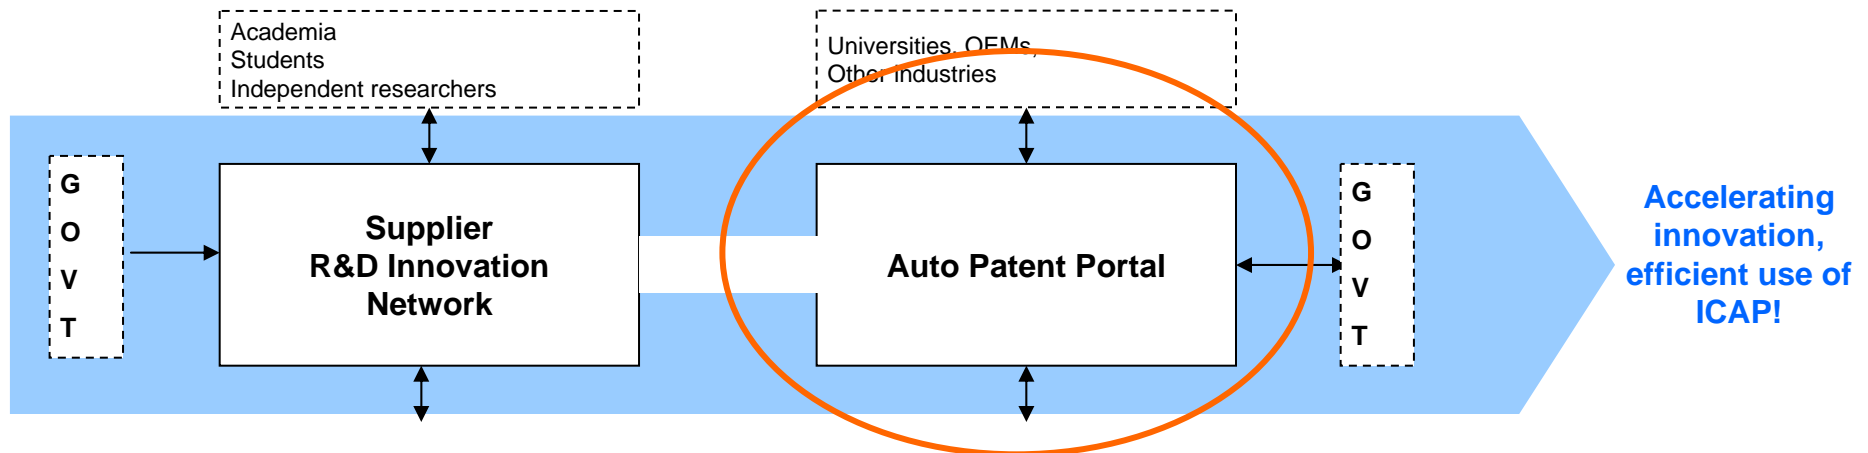 Academia
Students
Independent researchers
Universities, OEMs,
Other industries
G
O
V
T
Supplier
R&D Innovation
Network
Auto Patent Portal
G
O
V
T
Accelerating
innovation,
efficient use of
ICAP!